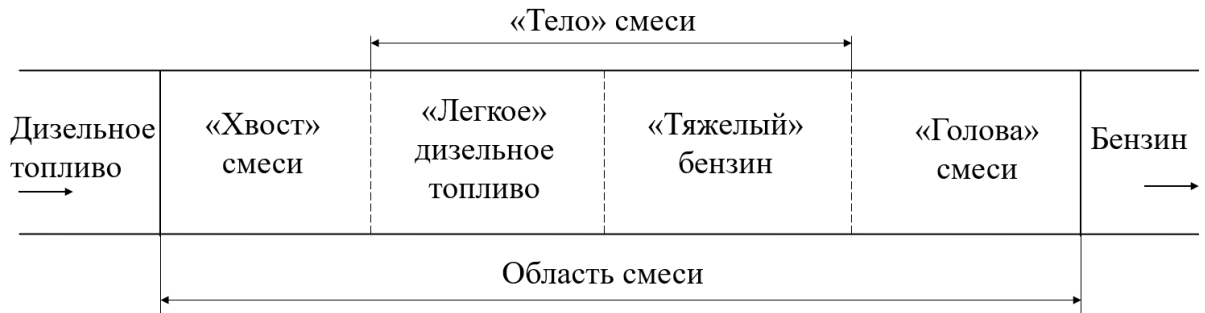 «Тело» смеси
Дизельное
топливо
«Хвост»
смеси
«Легкое»
дизельное
топливо
«Тяжелый»
бензин
«Голова»
смеси
Бензин
Область смеси